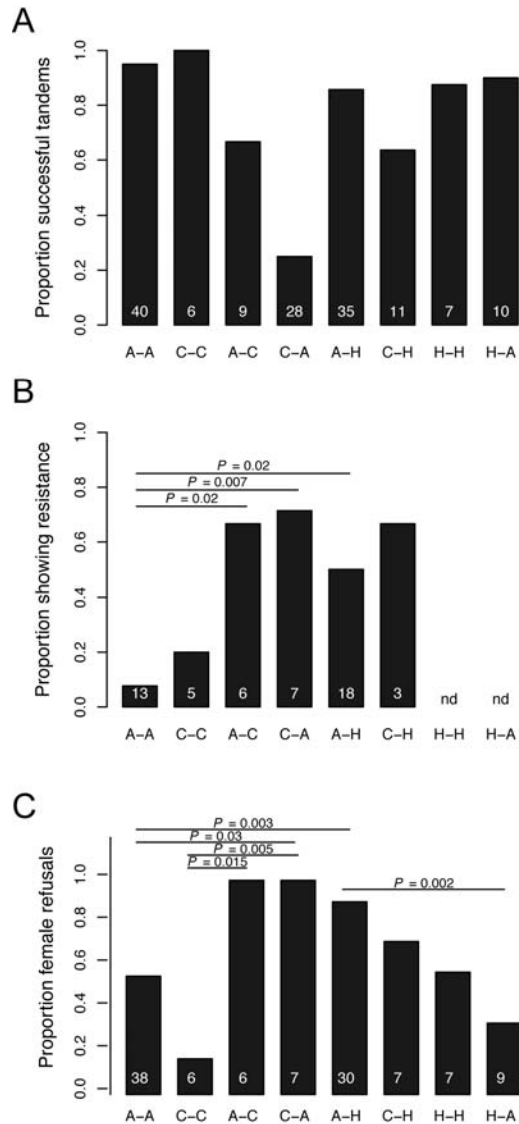 A
Proportion successful tandems
1.0
0.8
0.6
0.4
0.2
0.0
40 6 9 28 35 11 7 10
A–A C–C A–C C–A A–H C–H H–H H–A
B
Proportion showing resistance
1.0
0.8
0.6
0.4
0.2
0.0
P = 0.02
P = 0.007
P = 0.02
13 5 6 7 18 3 nd nd
A–A C–C A–C C–A A–H C–H H–H H–A
C
Proportion female refusals
1.0
0.8
0.6
0.4
0.2
0.0
P = 0.003
P = 0.03
P = 0.005
P = 0.015
P = 0.002
38 6 6 7 30 7 7 9
A–A C–C A–C C–A A–H C–H H–H H–A